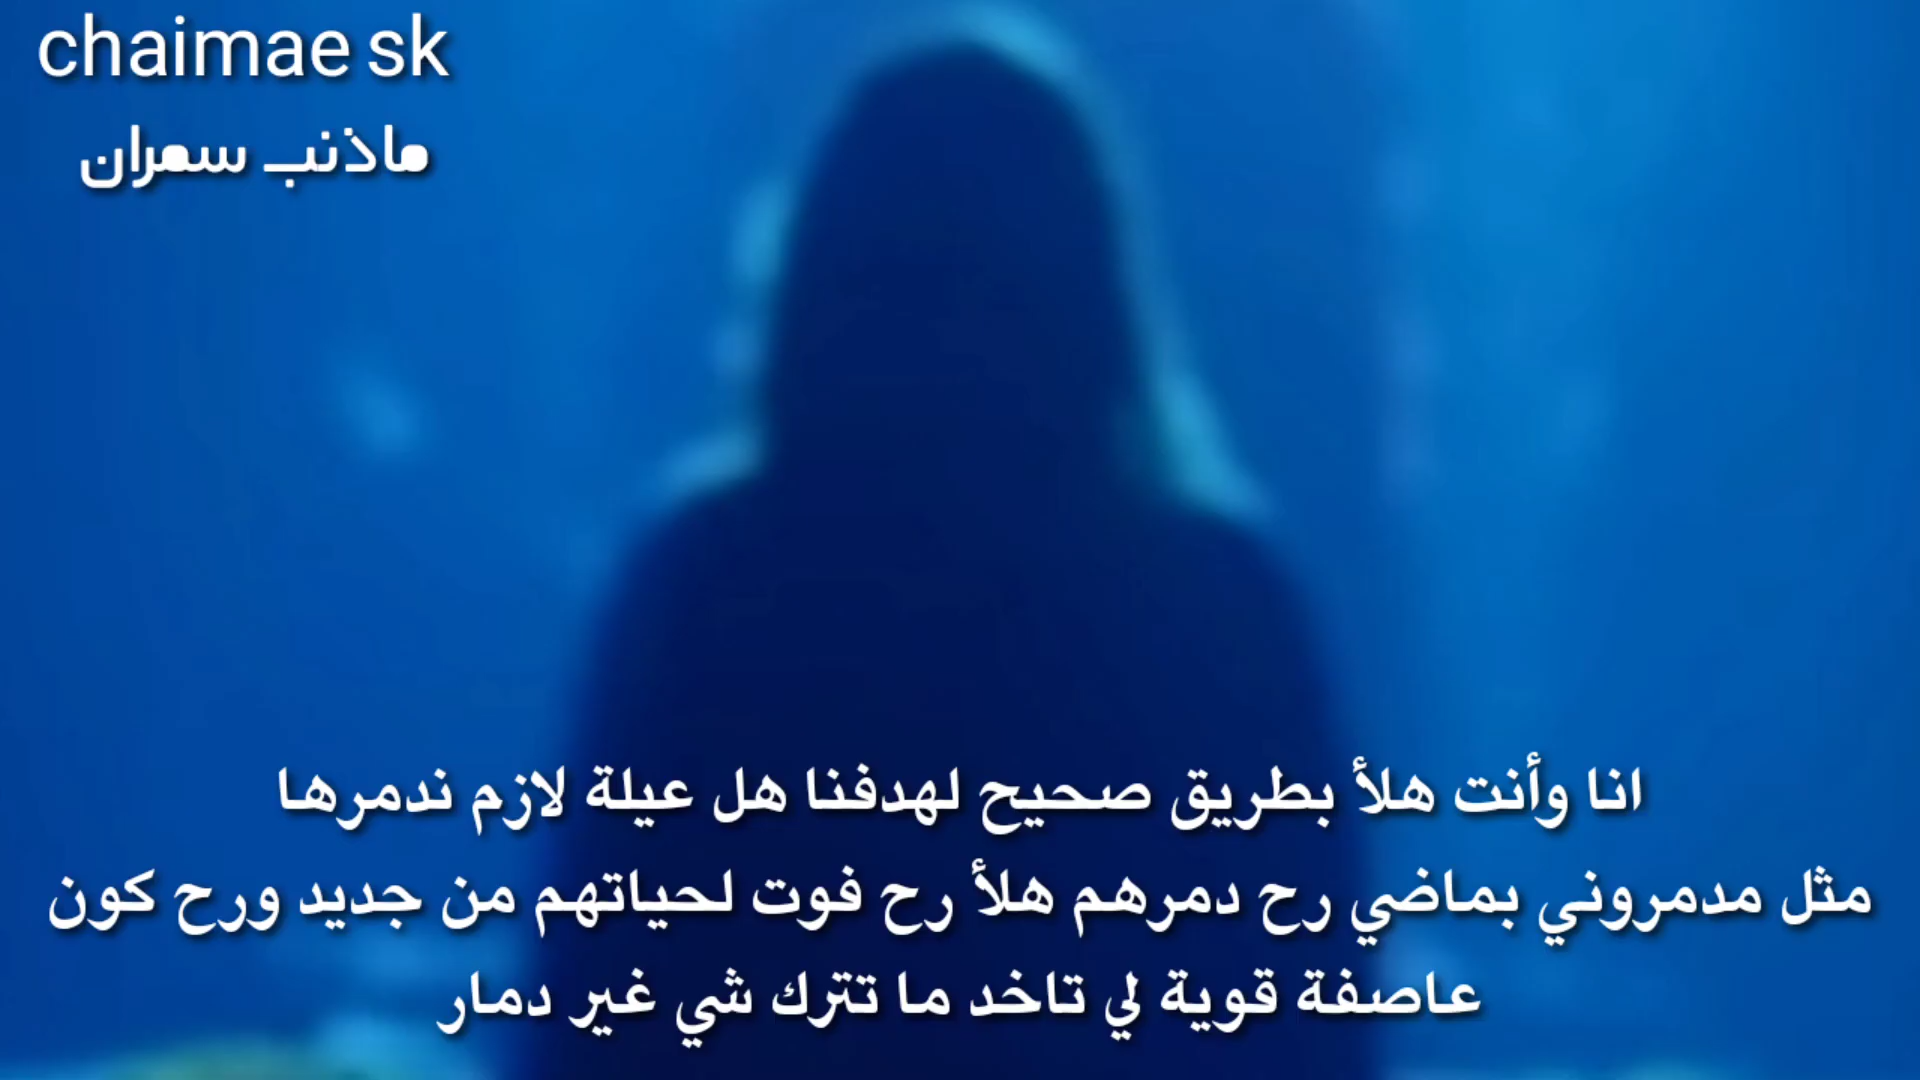 chaimae sk
ماذنب سمران
انا وأنت هلأ بطريق صحيح لهدفنا هل عيلة لازم ندمرها
مثل مدمروني بماضي رح دمرهم هلأ رح فوت لحياتهم من جديد ورح كون
عاصفة قوية لي تاخد ما تترك شي غير دمار